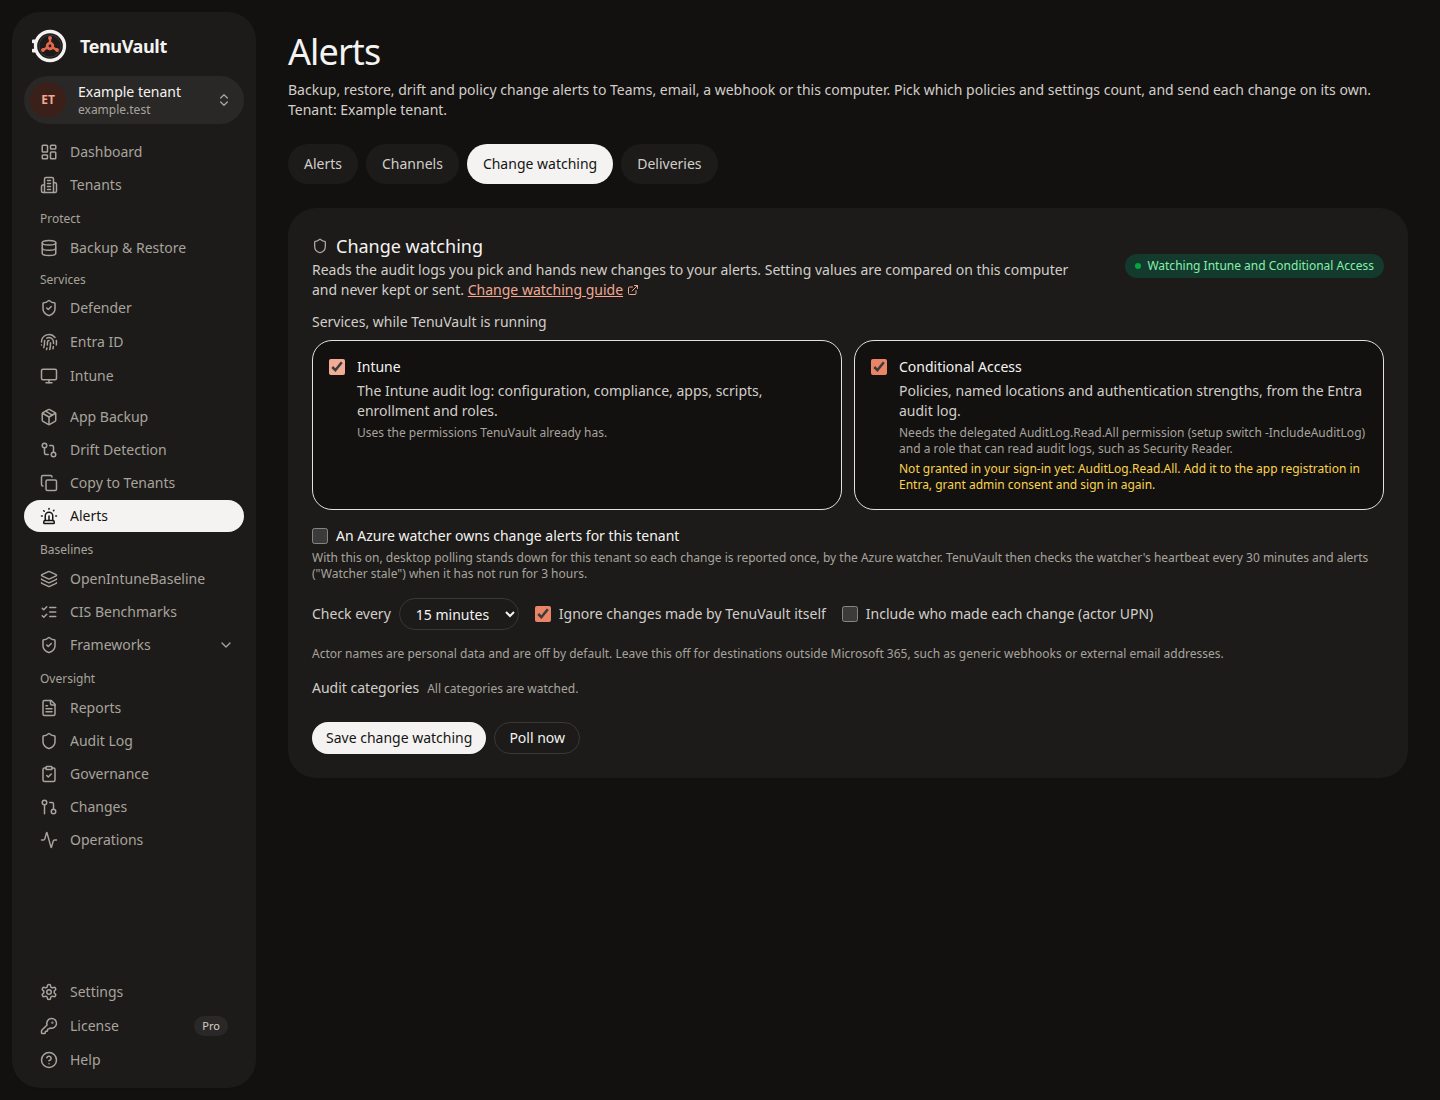 TenuVault
ET
Example tenant
example.test
Dashboard
Tenants
Protect
Backup & Restore
Services
Defender
Entra ID
Intune
App Backup
Drift Detection
Copy to Tenants
Alerts
Baselines
OpenIntuneBaseline
CIS Benchmarks
Frameworks
Oversight
Reports
Audit Log
Governance
Changes
Operations
Settings
License
Pro
Help
Alerts
Backup, restore, drift and policy change alerts to Teams, email, a webhook or this computer. Pick which policies and settings count, and send each change on its own.
Tenant: Example tenant.
Alerts
Channels
Change watching
Deliveries
Change watching
Reads the audit logs you pick and hands new changes to your alerts. Setting values are compared on this computer
and never kept or sent. Change watching guide
Watching Intune and Conditional Access
Services, while TenuVault is running
Intune
The Intune audit log: configuration, compliance, apps, scripts,
enrollment and roles.
Uses the permissions TenuVault already has.
Conditional Access
Policies, named locations and authentication strengths, from the Entra
audit log.
Needs the delegated AuditLog.Read.All permission (setup switch -IncludeAuditLog)
and a role that can read audit logs, such as Security Reader.
Not granted in your sign-in yet: AuditLog.Read.All. Add it to the app registration in
Entra, grant admin consent and sign in again.
An Azure watcher owns change alerts for this tenant
With this on, desktop polling stands down for this tenant so each change is reported once, by the Azure watcher. TenuVault then checks the watcher's heartbeat every 30 minutes and alerts
("Watcher stale") when it has not run for 3 hours.
Check every
15 minutes
Ignore changes made by TenuVault itself
Include who made each change (actor UPN)
Actor names are personal data and are off by default. Leave this off for destinations outside Microsoft 365, such as generic webhooks or external email addresses.
Audit categories All categories are watched.
Save change watching
Poll now